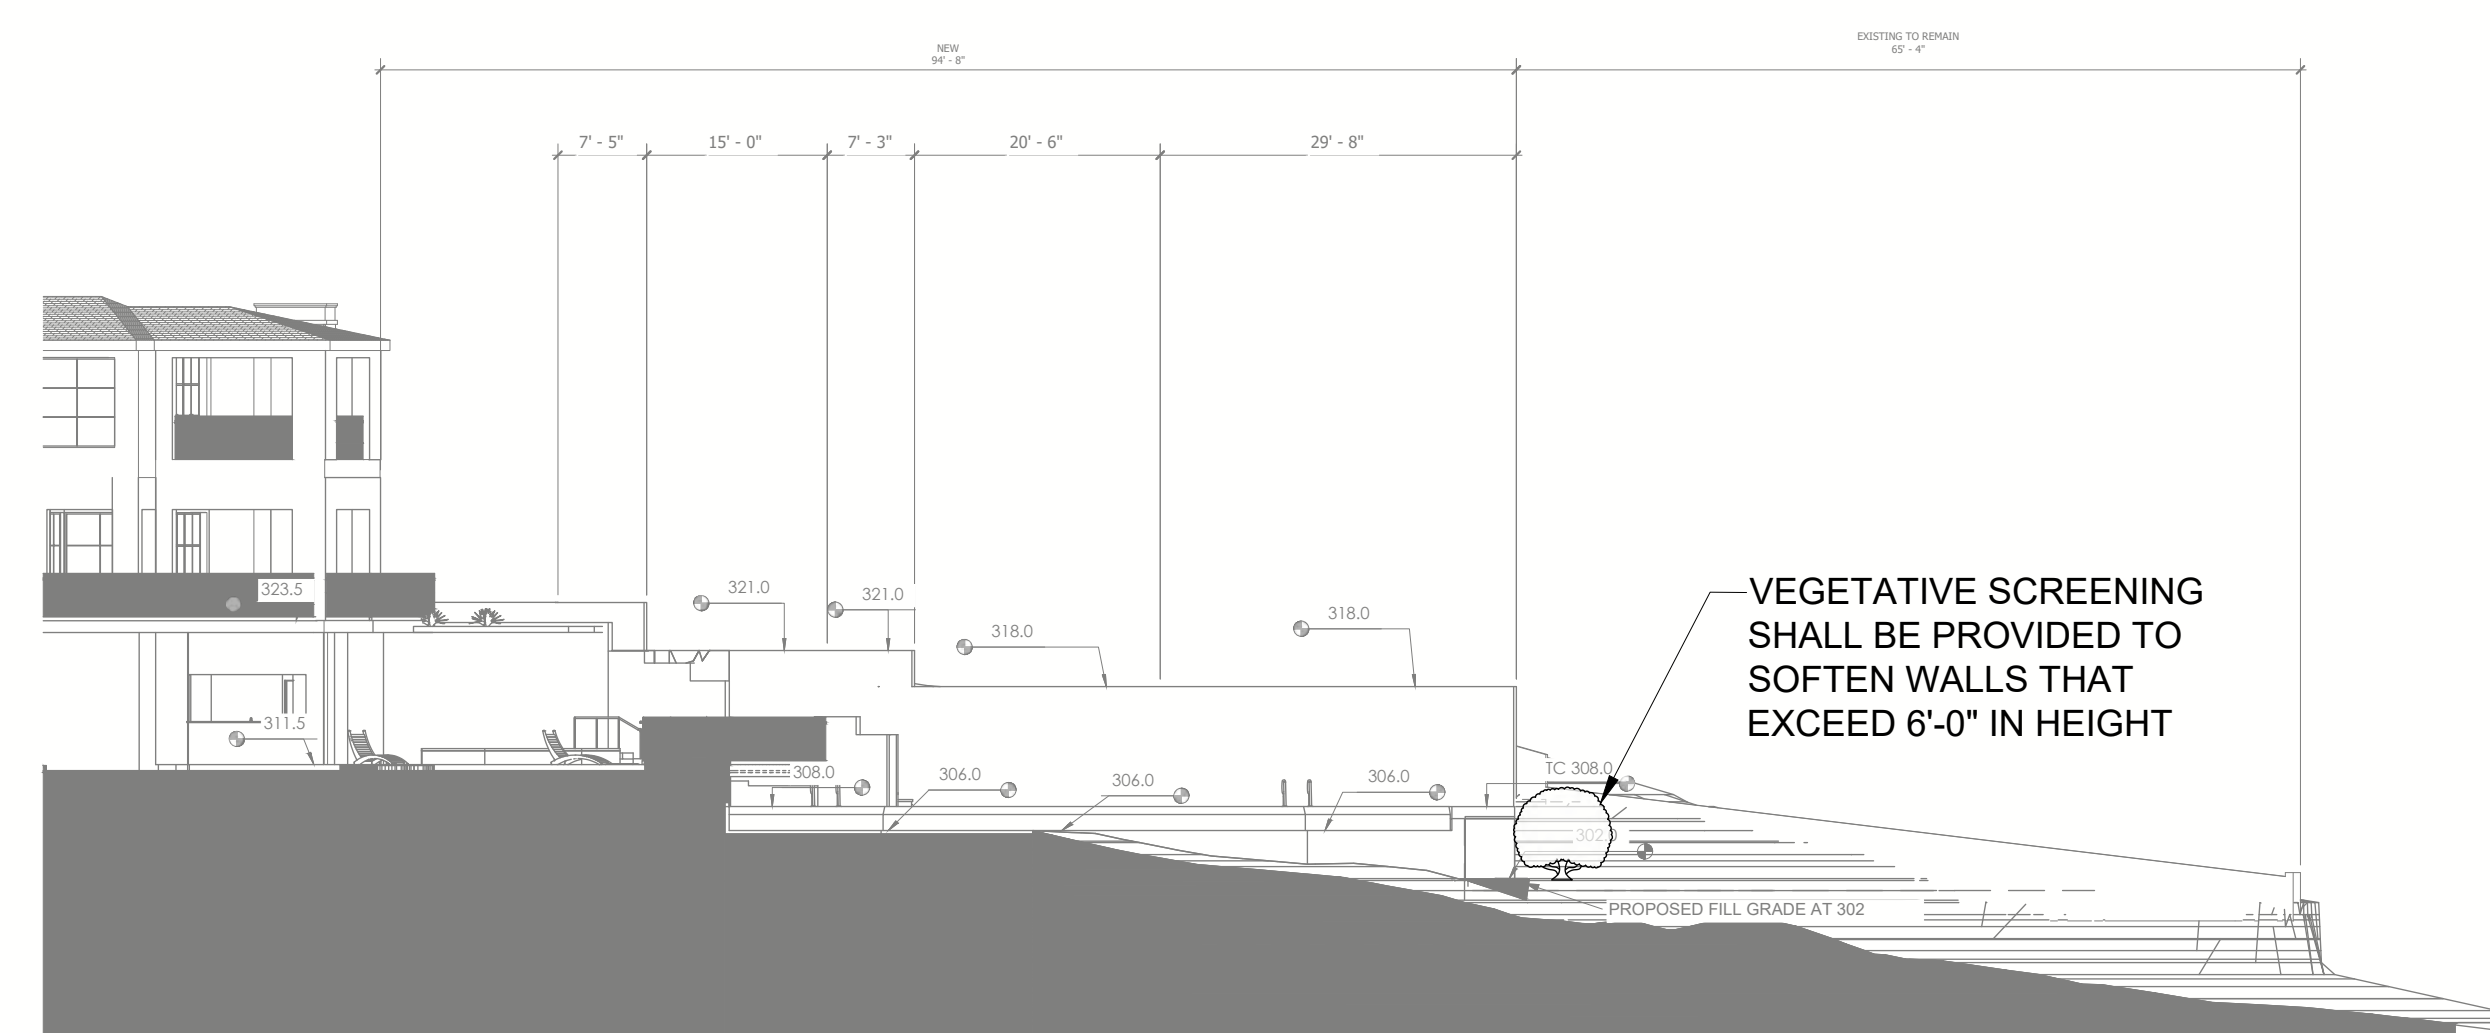 NEW
94' - 8"
EXISTING TO REMAIN
65' - 4"
7' - 5"
15' - 0"
7' - 3"
20' - 6"
29' - 8"
323.5
321.0
321.0
318.0
318.0
VEGETATIVE SCREENING
SHALL BE PROVIDED TO
SOFTEN WALLS THAT
EXCEED 6'-0" IN HEIGHT
311.5
308.0
306.0
306.0
306.0
TC 308.0
302.0
PROPOSED FILL GRADE AT 302